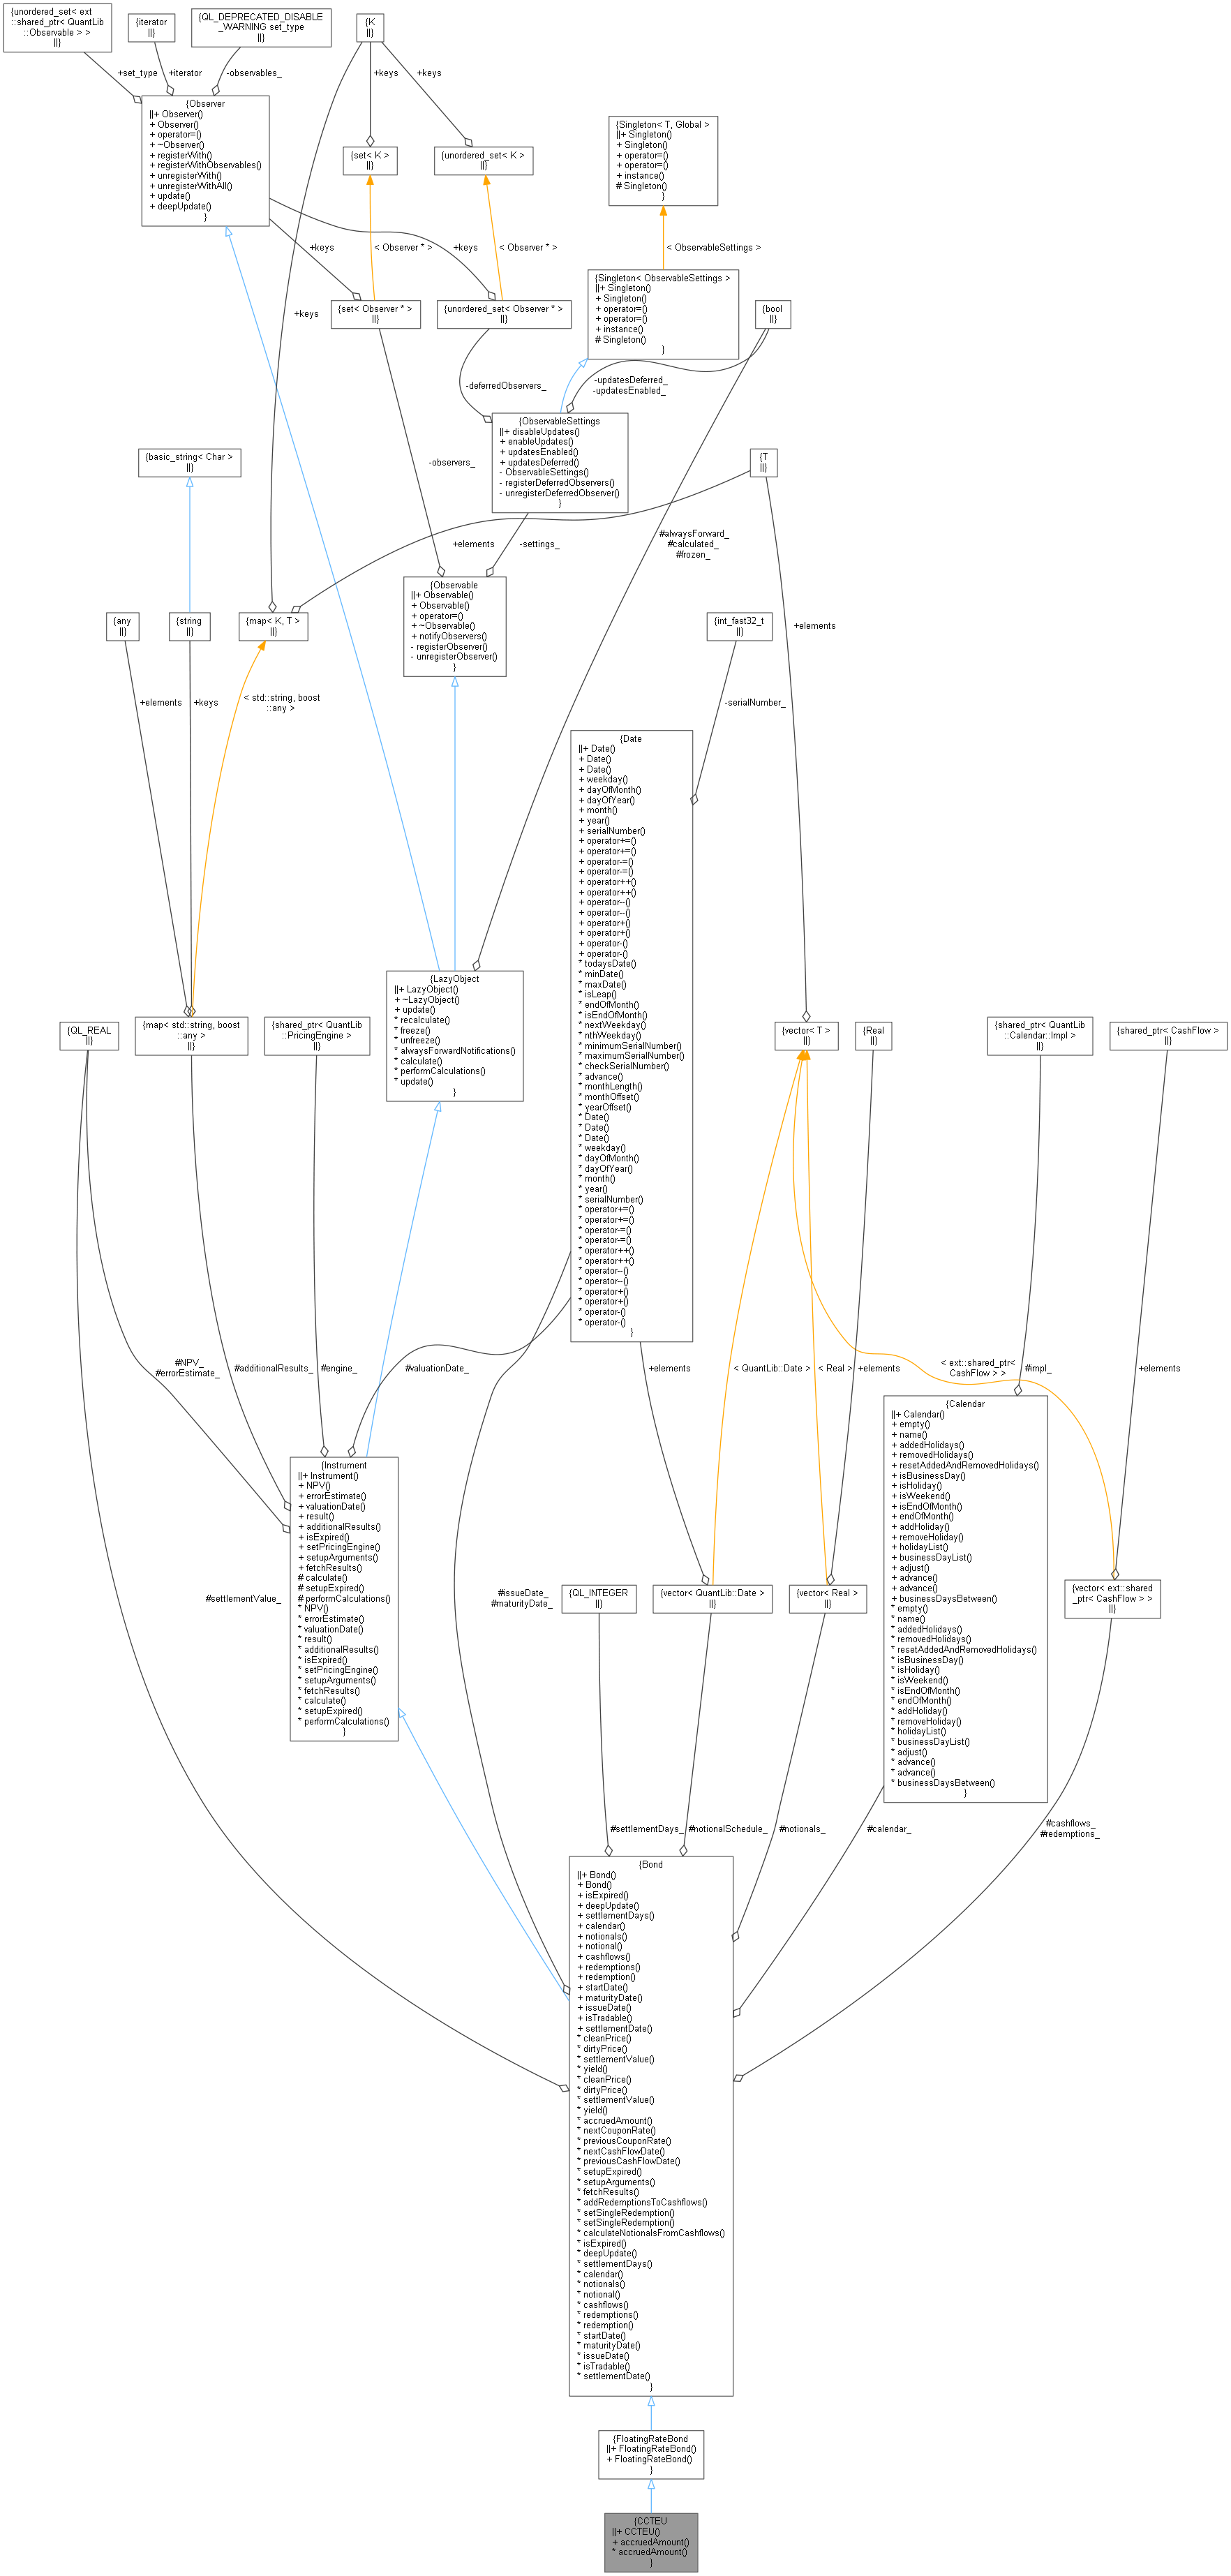 {unordered_set< ext
::shared_ptr< QuantLib
::Observable > >
||}
{iterator
||}
{QL_DEPRECATED_DISABLE
_WARNING set_type
||}
{K
||}
+set_type
+iterator
-observables_
+keys
+keys
{Observer
||+ Observer()
+ Observer()
+ operator=()
+ ~Observer()
+ registerWith()
+ registerWithObservables()
+ unregisterWith()
+ unregisterWithAll()
+ update()
+ deepUpdate()
}
{set< K >
||}
{unordered_set< K >
||}
{Singleton< T, Global >
||+ Singleton()
+ Singleton()
+ operator=()
+ operator=()
+ instance()
# Singleton()
}
+keys
< Observer * >
+keys
< Observer * >
< ObservableSettings >
+keys
{set< Observer * >
||}
{unordered_set< Observer * >
||}
{Singleton< ObservableSettings >
||+ Singleton()
+ Singleton()
+ operator=()
+ operator=()
+ instance()
# Singleton()
}
{bool
||}
-deferredObservers_
-updatesDeferred_
-updatesEnabled_
{ObservableSettings
||+ disableUpdates()
+ enableUpdates()
+ updatesEnabled()
+ updatesDeferred()
- ObservableSettings()
- registerDeferredObservers()
- unregisterDeferredObserver()
}
{basic_string< Char >
||}
-observers_
{T
||}
+elements
-settings_
#alwaysForward_
#calculated_
#frozen_
{Observable
||+ Observable()
+ Observable()
+ operator=()
+ ~Observable()
+ notifyObservers()
- registerObserver()
- unregisterObserver()
}
{any
||}
{string
||}
{map< K, T >
||}
{int_fast32_t
||}
+elements
+elements
+keys
< std::string, boost
::any >
-serialNumber_
{Date
||+ Date()
+ Date()
+ Date()
+ weekday()
+ dayOfMonth()
+ dayOfYear()
+ month()
+ year()
+ serialNumber()
+ operator+=()
+ operator+=()
+ operator-=()
+ operator-=()
+ operator++()
+ operator++()
+ operator--()
+ operator--()
+ operator+()
+ operator+()
+ operator-()
+ operator-()
* todaysDate()
* minDate()
* maxDate()
* isLeap()
* endOfMonth()
* isEndOfMonth()
* nextWeekday()
* nthWeekday()
* minimumSerialNumber()
* maximumSerialNumber()
* checkSerialNumber()
* advance()
* monthLength()
* monthOffset()
* yearOffset()
* Date()
* Date()
* Date()
* weekday()
* dayOfMonth()
* dayOfYear()
* month()
* year()
* serialNumber()
* operator+=()
* operator+=()
* operator-=()
* operator-=()
* operator++()
* operator++()
* operator--()
* operator--()
* operator+()
* operator+()
* operator-()
* operator-()
}
{LazyObject
||+ LazyObject()
+ ~LazyObject()
+ update()
* recalculate()
* freeze()
* unfreeze()
* alwaysForwardNotifications()
* calculate()
* performCalculations()
* update()
}
{QL_REAL
||}
{map< std::string, boost
::any >
||}
{shared_ptr< QuantLib
::PricingEngine >
||}
{vector< T >
||}
{Real
||}
{shared_ptr< QuantLib
::Calendar::Impl >
||}
{shared_ptr< CashFlow >
||}
#NPV_
#errorEstimate_
#additionalResults_
#engine_
#valuationDate_
+elements
< QuantLib::Date >
< Real >
+elements
< ext::shared_ptr<
CashFlow > >
#impl_
+elements
{Calendar
||+ Calendar()
+ empty()
+ name()
+ addedHolidays()
+ removedHolidays()
+ resetAddedAndRemovedHolidays()
+ isBusinessDay()
+ isHoliday()
+ isWeekend()
+ isEndOfMonth()
+ endOfMonth()
+ addHoliday()
+ removeHoliday()
+ holidayList()
+ businessDayList()
+ adjust()
+ advance()
+ advance()
+ businessDaysBetween()
* empty()
* name()
* addedHolidays()
* removedHolidays()
* resetAddedAndRemovedHolidays()
* isBusinessDay()
* isHoliday()
* isWeekend()
* isEndOfMonth()
* endOfMonth()
* addHoliday()
* removeHoliday()
* holidayList()
* businessDayList()
* adjust()
* advance()
* advance()
* businessDaysBetween()
}
{Instrument
||+ Instrument()
+ NPV()
+ errorEstimate()
+ valuationDate()
+ result()
+ additionalResults()
+ isExpired()
+ setPricingEngine()
+ setupArguments()
+ fetchResults()
# calculate()
# setupExpired()
# performCalculations()
* NPV()
* errorEstimate()
* valuationDate()
* result()
* additionalResults()
* isExpired()
* setPricingEngine()
* setupArguments()
* fetchResults()
* calculate()
* setupExpired()
* performCalculations()
}
#settlementValue_
#issueDate_
#maturityDate_
{QL_INTEGER
||}
{vector< QuantLib::Date >
||}
{vector< Real >
||}
{vector< ext::shared
_ptr< CashFlow > >
||}
#settlementDays_
#notionalSchedule_
#notionals_
#calendar_
#cashflows_
#redemptions_
{Bond
||+ Bond()
+ Bond()
+ isExpired()
+ deepUpdate()
+ settlementDays()
+ calendar()
+ notionals()
+ notional()
+ cashflows()
+ redemptions()
+ redemption()
+ startDate()
+ maturityDate()
+ issueDate()
+ isTradable()
+ settlementDate()
* cleanPrice()
* dirtyPrice()
* settlementValue()
* yield()
* cleanPrice()
* dirtyPrice()
* settlementValue()
* yield()
* accruedAmount()
* nextCouponRate()
* previousCouponRate()
* nextCashFlowDate()
* previousCashFlowDate()
* setupExpired()
* setupArguments()
* fetchResults()
* addRedemptionsToCashflows()
* setSingleRedemption()
* setSingleRedemption()
* calculateNotionalsFromCashflows()
* isExpired()
* deepUpdate()
* settlementDays()
* calendar()
* notionals()
* notional()
* cashflows()
* redemptions()
* redemption()
* startDate()
* maturityDate()
* issueDate()
* isTradable()
* settlementDate()
}
{FloatingRateBond
||+ FloatingRateBond()
+ FloatingRateBond()
}
{CCTEU
||+ CCTEU()
+ accruedAmount()
* accruedAmount()
}